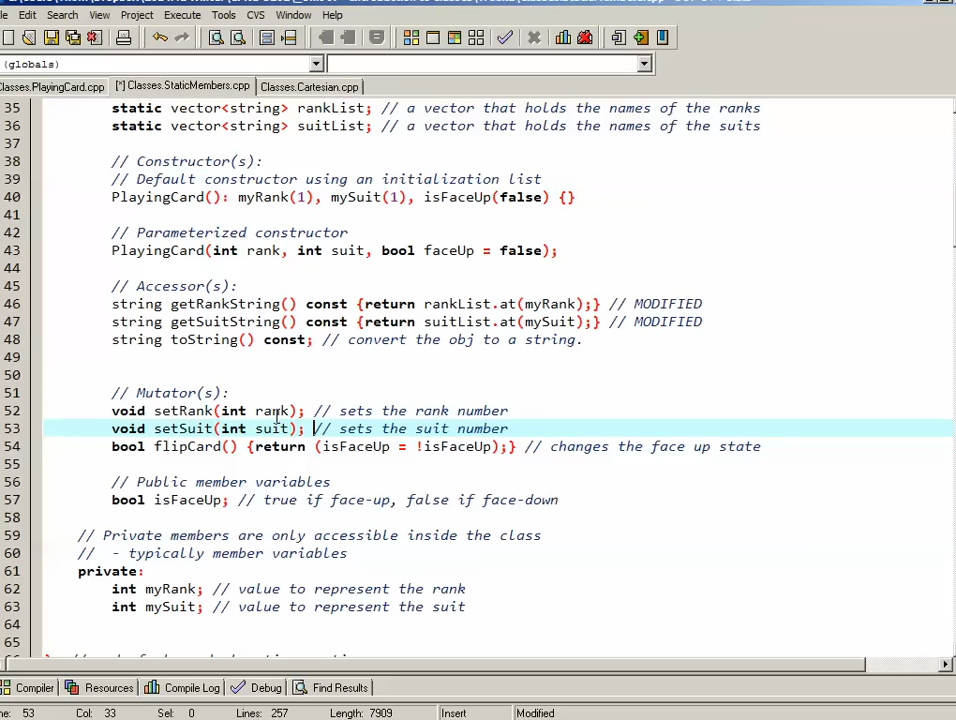 File Edit Search View Project Execute Tools CVS Window Help
(globals)
Classes.PlayingCard.cpp [*] Classes.StaticMembers.cpp Classes.Cartesian.cpp
35 static vector<string> rankList; // a vector that holds the names of the ranks
36 static vector<string> suitList; // a vector that holds the names of the suits
37
38 // Constructor(s):
39 // Default constructor using an initialization list
40 PlayingCard(): myRank(1), mySuit(1), isFaceUp(false) {}
41
42 // Parameterized constructor
43 PlayingCard(int rank, int suit, bool faceUp = false);
44
45 // Accessor(s):
46 string getRankString() const {return rankList.at(myRank);} // MODIFIED
47 string getSuitString() const {return suitList.at(mySuit);} // MODIFIED
48 string toString() const; // convert the obj to a string.
49
50
51 // Mutator(s):
52 void setRank(int rank); // sets the rank number
53 void setSuit(int suit); // sets the suit number
54 bool flipCard() {return (isFaceUp = !isFaceUp);} // changes the face up state
55
56 // Public member variables
57 bool isFaceUp; // true if face-up, false if face-down
58
59 // Private members are only accessible inside the class
60 // - typically member variables
61 private:
62 int myRank; // value to represent the rank
63 int mySuit; // value to represent the suit
64
65
Compiler Resources Compile Log Debug Find Results
ne: 53 Col: 33 Sel: 0 Lines: 257 Length: 7909 Insert Modified